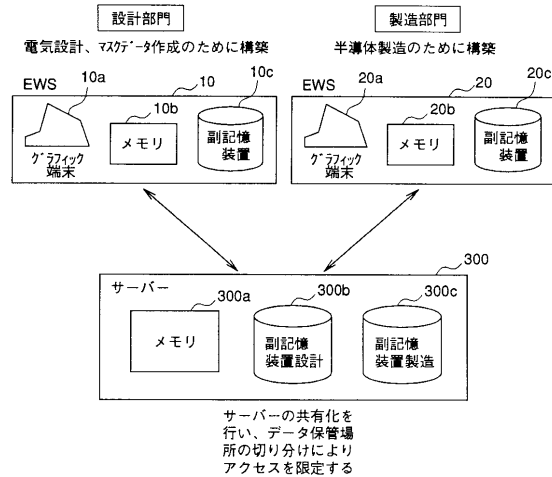 設計部門
製造部門
電気設計、マスクデータ作成のために構築
半導体製造のために構築
EWS
10a
10
10c
10b
グラフィック
端末
メモリ
副記憶
装置
EWS
20a
20
20c
20b
グラフィック
端末
メモリ
副記憶
装置
300
サーバー
300a
300b
300c
メモリ
副記憶
装置設計
副記憶
装置製造
サーバーの共有化を
行い、データ保管場
所の切り分けにより
アクセスを限定する